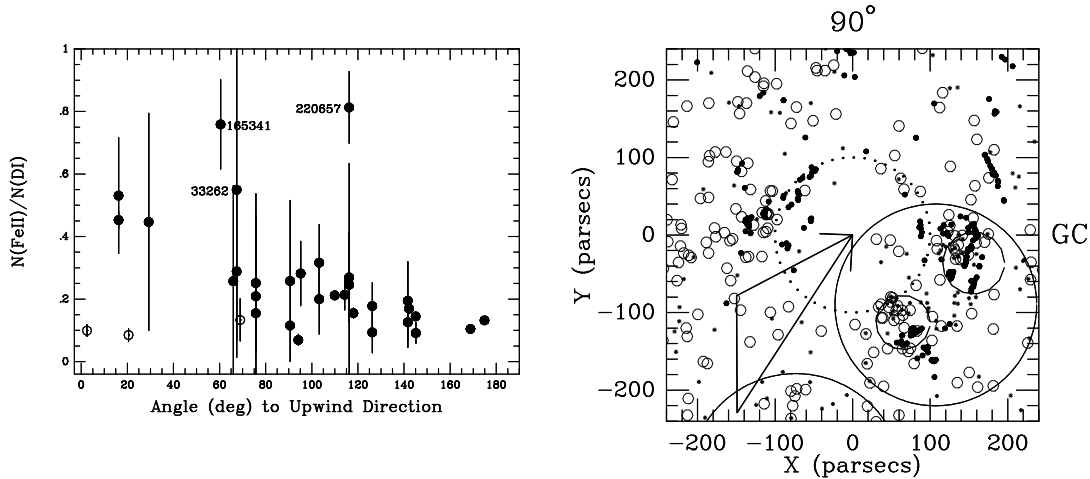 90°
1
.8
.6
.4
.2
0
N(FeII)/N(DI)
165341
220657
33262
0 20 40 60 80 100 120 140 160 180
Angle (deg) to Upwind Direction
200
100
0
−100
−200
Y (parsecs)
GC
−200 −100 0 100 200
X (parsecs)